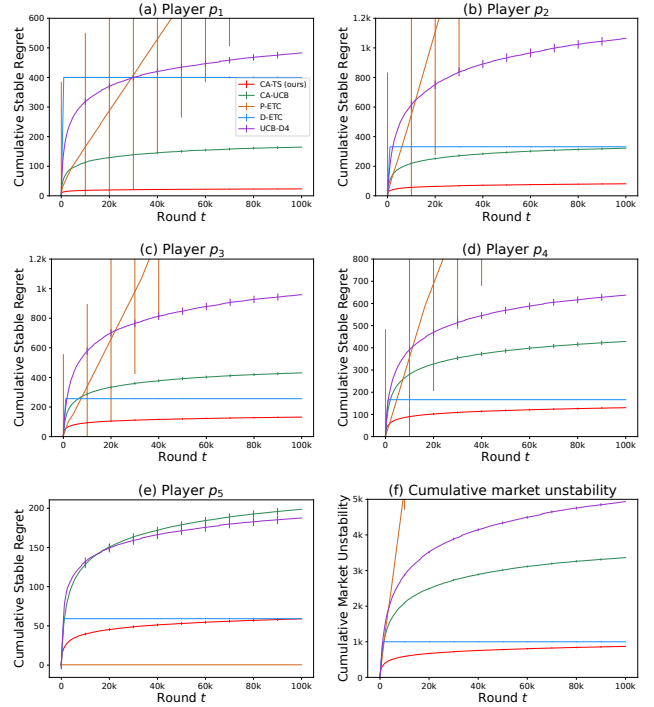 (a) Player p₁
Cumulative Stable Regret
600
500
400
300
200
100
0
CA-TS (ours)
CA-UCB
P-ETC
D-ETC
UCB-D4
0 20k 40k 60k 80k 100k
Round t
(b) Player p₂
Cumulative Stable Regret
1.2k
1k
800
600
400
200
0
0 20k 40k 60k 80k 100k
Round t
(c) Player p₃
Cumulative Stable Regret
1.2k
1k
800
600
400
200
0
0 20k 40k 60k 80k 100k
Round t
(d) Player p₄
Cumulative Stable Regret
800
700
600
500
400
300
200
100
0
0 20k 40k 60k 80k 100k
Round t
(e) Player p₅
Cumulative Stable Regret
200
150
100
50
0
0 20k 40k 60k 80k 100k
Round t
(f) Cumulative market unstability
Cumulative Market Unstability
5k
4k
3k
2k
1k
0
0 20k 40k 60k 80k 100k
Round t